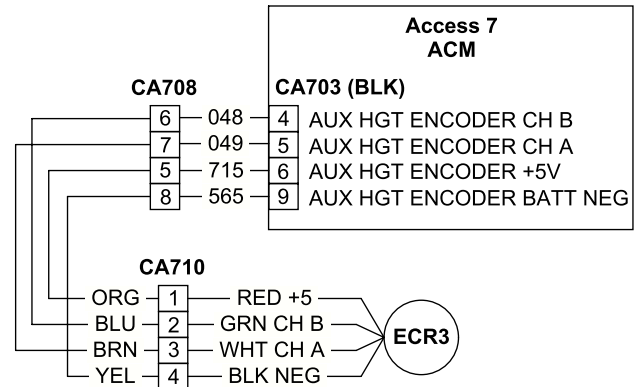 Access 7
ACM
CA708 CA703 (BLK)
6 048 4 AUX HGT ENCODER CH B
7 049 5 AUX HGT ENCODER CH A
5 715 6 AUX HGT ENCODER +5V
8 565 9 AUX HGT ENCODER BATT NEG
CA710
ORG 1 RED +5
BLU 2 GRN CH B
BRN 3 WHT CH A
YEL 4 BLK NEG
ECR3